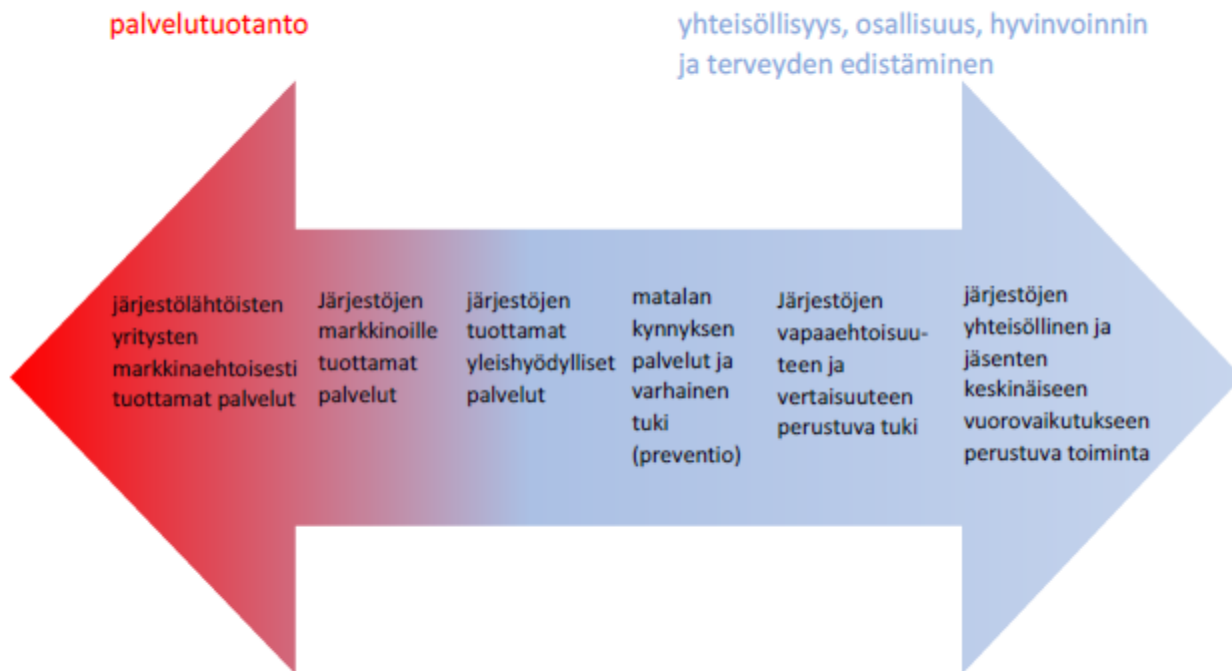 palvelutuotanto
yhteisöllisyys, osallisuus, hyvinvoinnin
ja terveyden edistäminen
järjestölähtöisten
yritysten
markkinaehtoisesti
tuottamat palvelut
Järjestöjen
markkinoille
tuottamat
palvelut
järjestöjen
tuottamat
yleishyödylliset
palvelut
matalan
kynnyksen
palvelut ja
varhainen
tuki
(preventio)
Järjestöjen
vapaaehtoisuu-
teen ja
vertaisuuteen
perustuva tuki
järjestöjen
yhteisöllinen ja
jäsenten
keskinäiseen
vuorovaikutukseen
perustuva toiminta